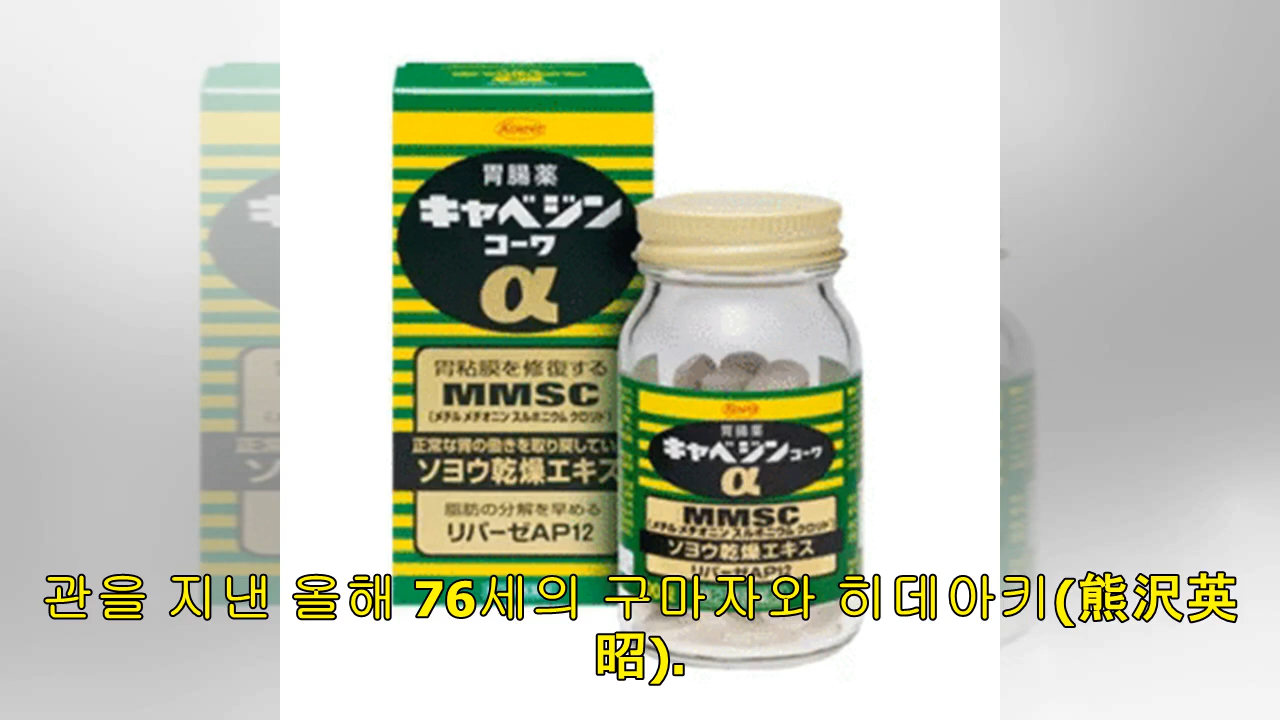 Kowa
胃腸薬
キャベジン
コーワ
α
胃粘膜を修復する
MMSC
(メチルメチオニンスルホニウムクロリド)
正常な胃の働きを取り戻してい
ソヨウ乾燥エキス
脂肪の分解を早める
リパーゼAP12
Kowa
胃腸薬
キャベジンコーワ
α
MMSC
(メチルメチオニンスルホニウムクロリド)
ソヨウ乾燥エキス
リパーゼAP12
관을 지낸 올해 76세의 구마자와 히데아키(熊沢英
昭).